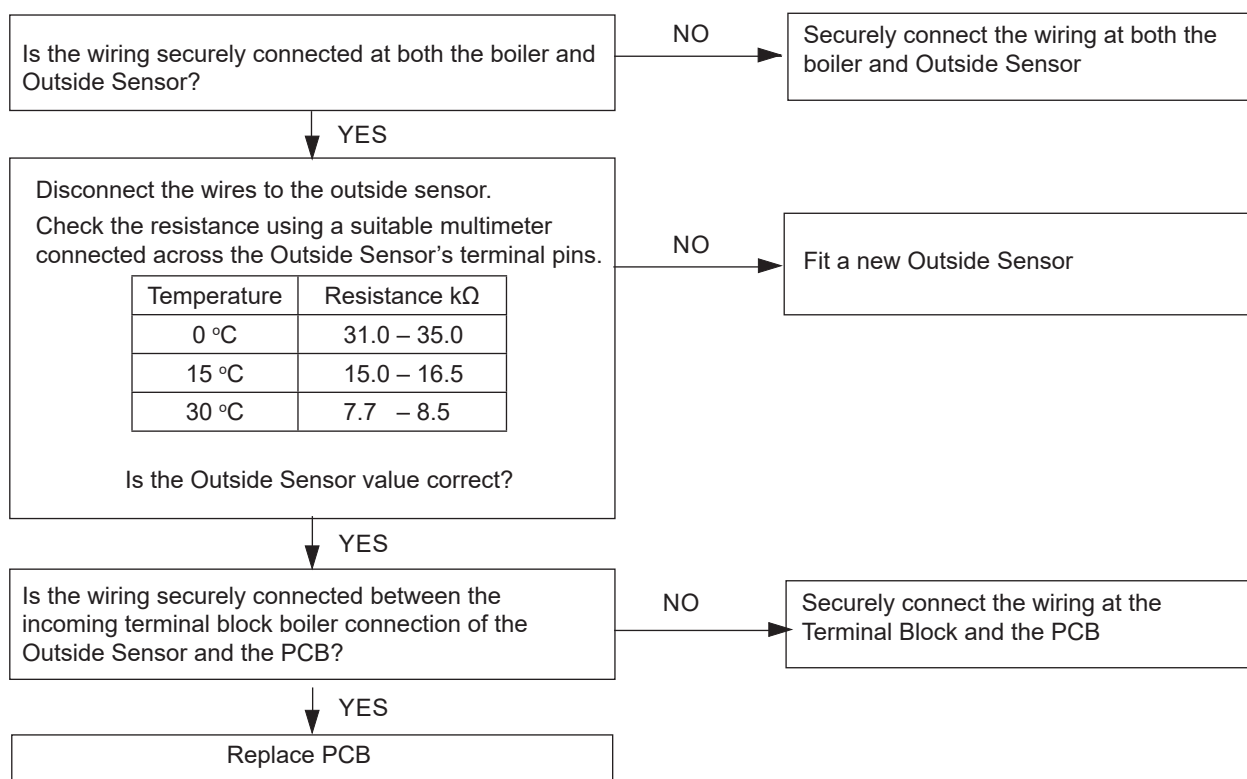 Is the wiring securely connected at both the boiler and
Outside Sensor?
NO
Securely connect the wiring at both the
boiler and Outside Sensor
YES
Disconnect the wires to the outside sensor.
Check the resistance using a suitable multimeter
connected across the Outside Sensor’s terminal pins.
Temperature Resistance kΩ
0 °C 31.0 – 35.0
15 °C 15.0 – 16.5
30 °C 7.7 – 8.5
Is the Outside Sensor value correct?
NO
Fit a new Outside Sensor
YES
Is the wiring securely connected between the
incoming terminal block boiler connection of the
Outside Sensor and the PCB?
NO
Securely connect the wiring at the
Terminal Block and the PCB
YES
Replace PCB